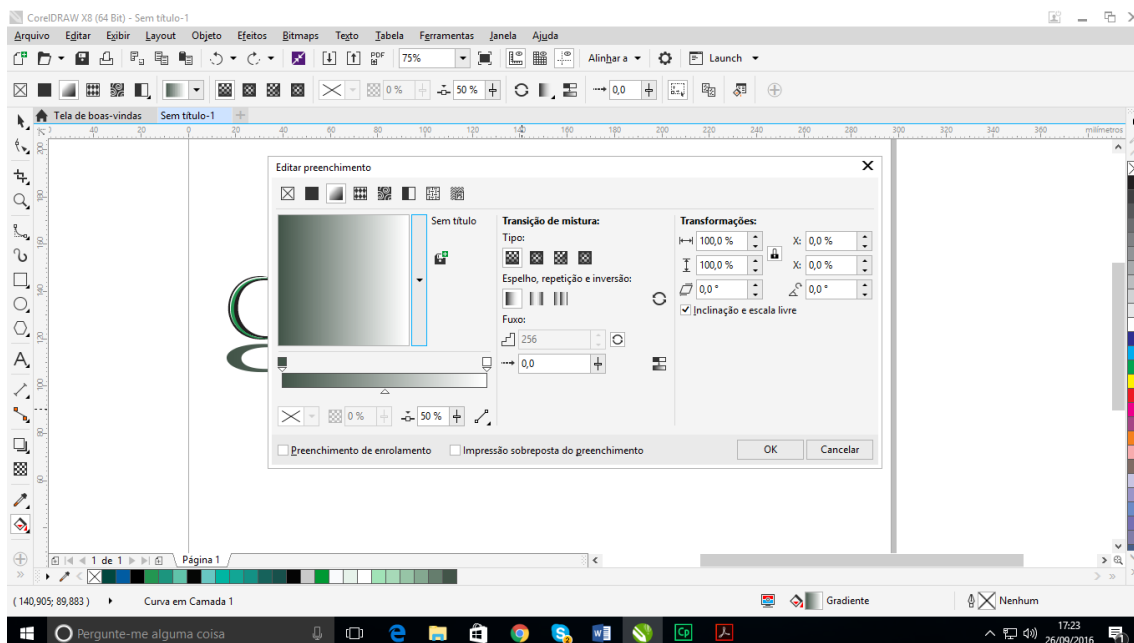 CorelDRAW X8 (64 Bit) - Sem título-1
Arquivo Editar Exibir Layout Objeto Efeitos Bitmaps Texto Tabela Ferramentas Janela Ajuda
PDF 75% Alinhar a Launch
0 % 50 % 0,0
Tela de boas-vindas Sem título-1
40 20 0 20 40 60 80 100 120 140 160 180 200 220 240 260 280 300 320 340 360 milímetros
Editar preenchimento
Sem título
Transição de mistura:
Transformações:
Tipo:
100,0 % X: 0,0 %
100,0 % X: 0,0 %
Espelho, repetição e inversão:
0,0 ° 0,0 °
Inclinação e escala livre
Fuxo:
256
0,0
0 % 50 %
Preenchimento de enrolamento Impressão sobreposta do preenchimento OK Cancelar
1 de 1 Página 1
( 140,905; 89,883 ) Curva em Camada 1 Gradiente Nenhum
Pergunte-me alguma coisa
17:23
26/09/2016